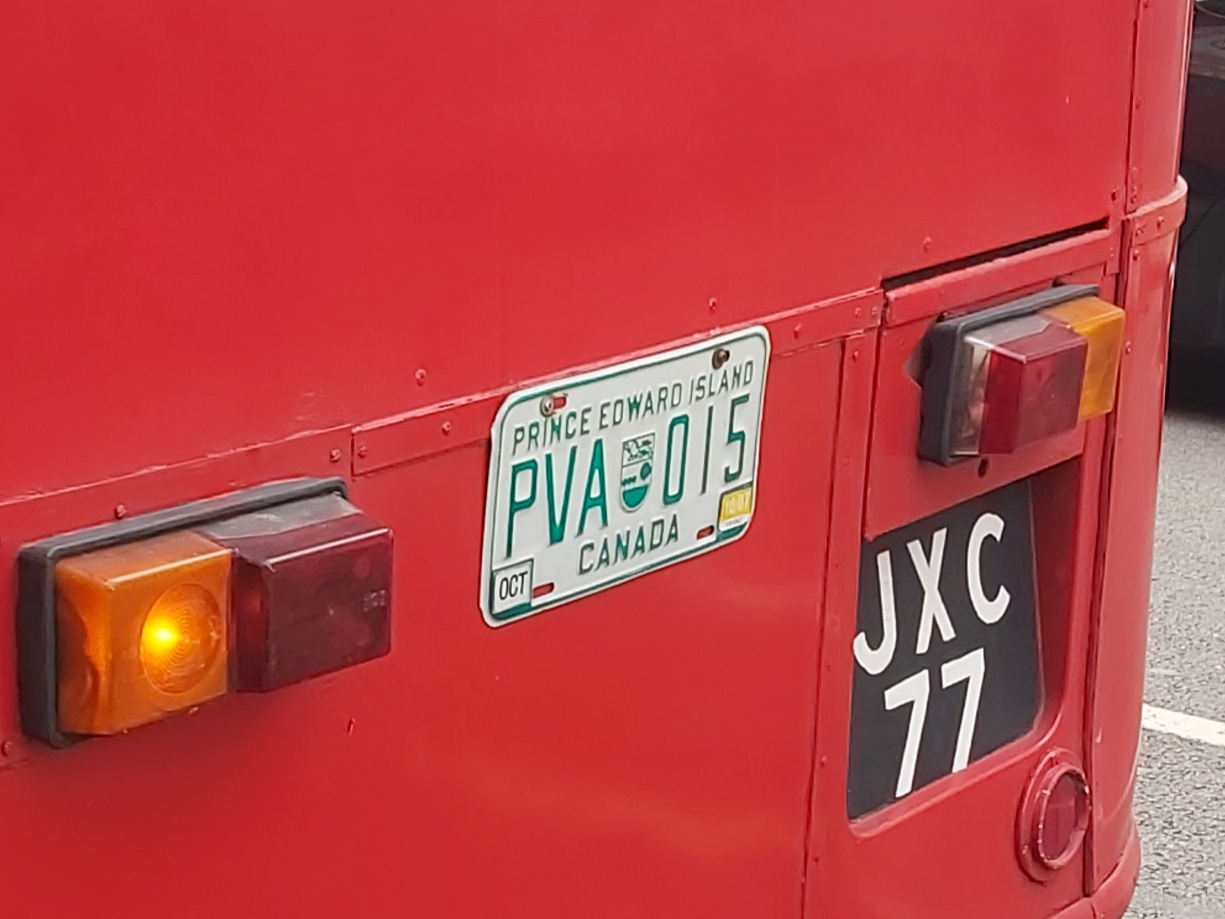 PRINCE EDWARD ISLAND
PVA 015
CANADA
OCT
JXC
77